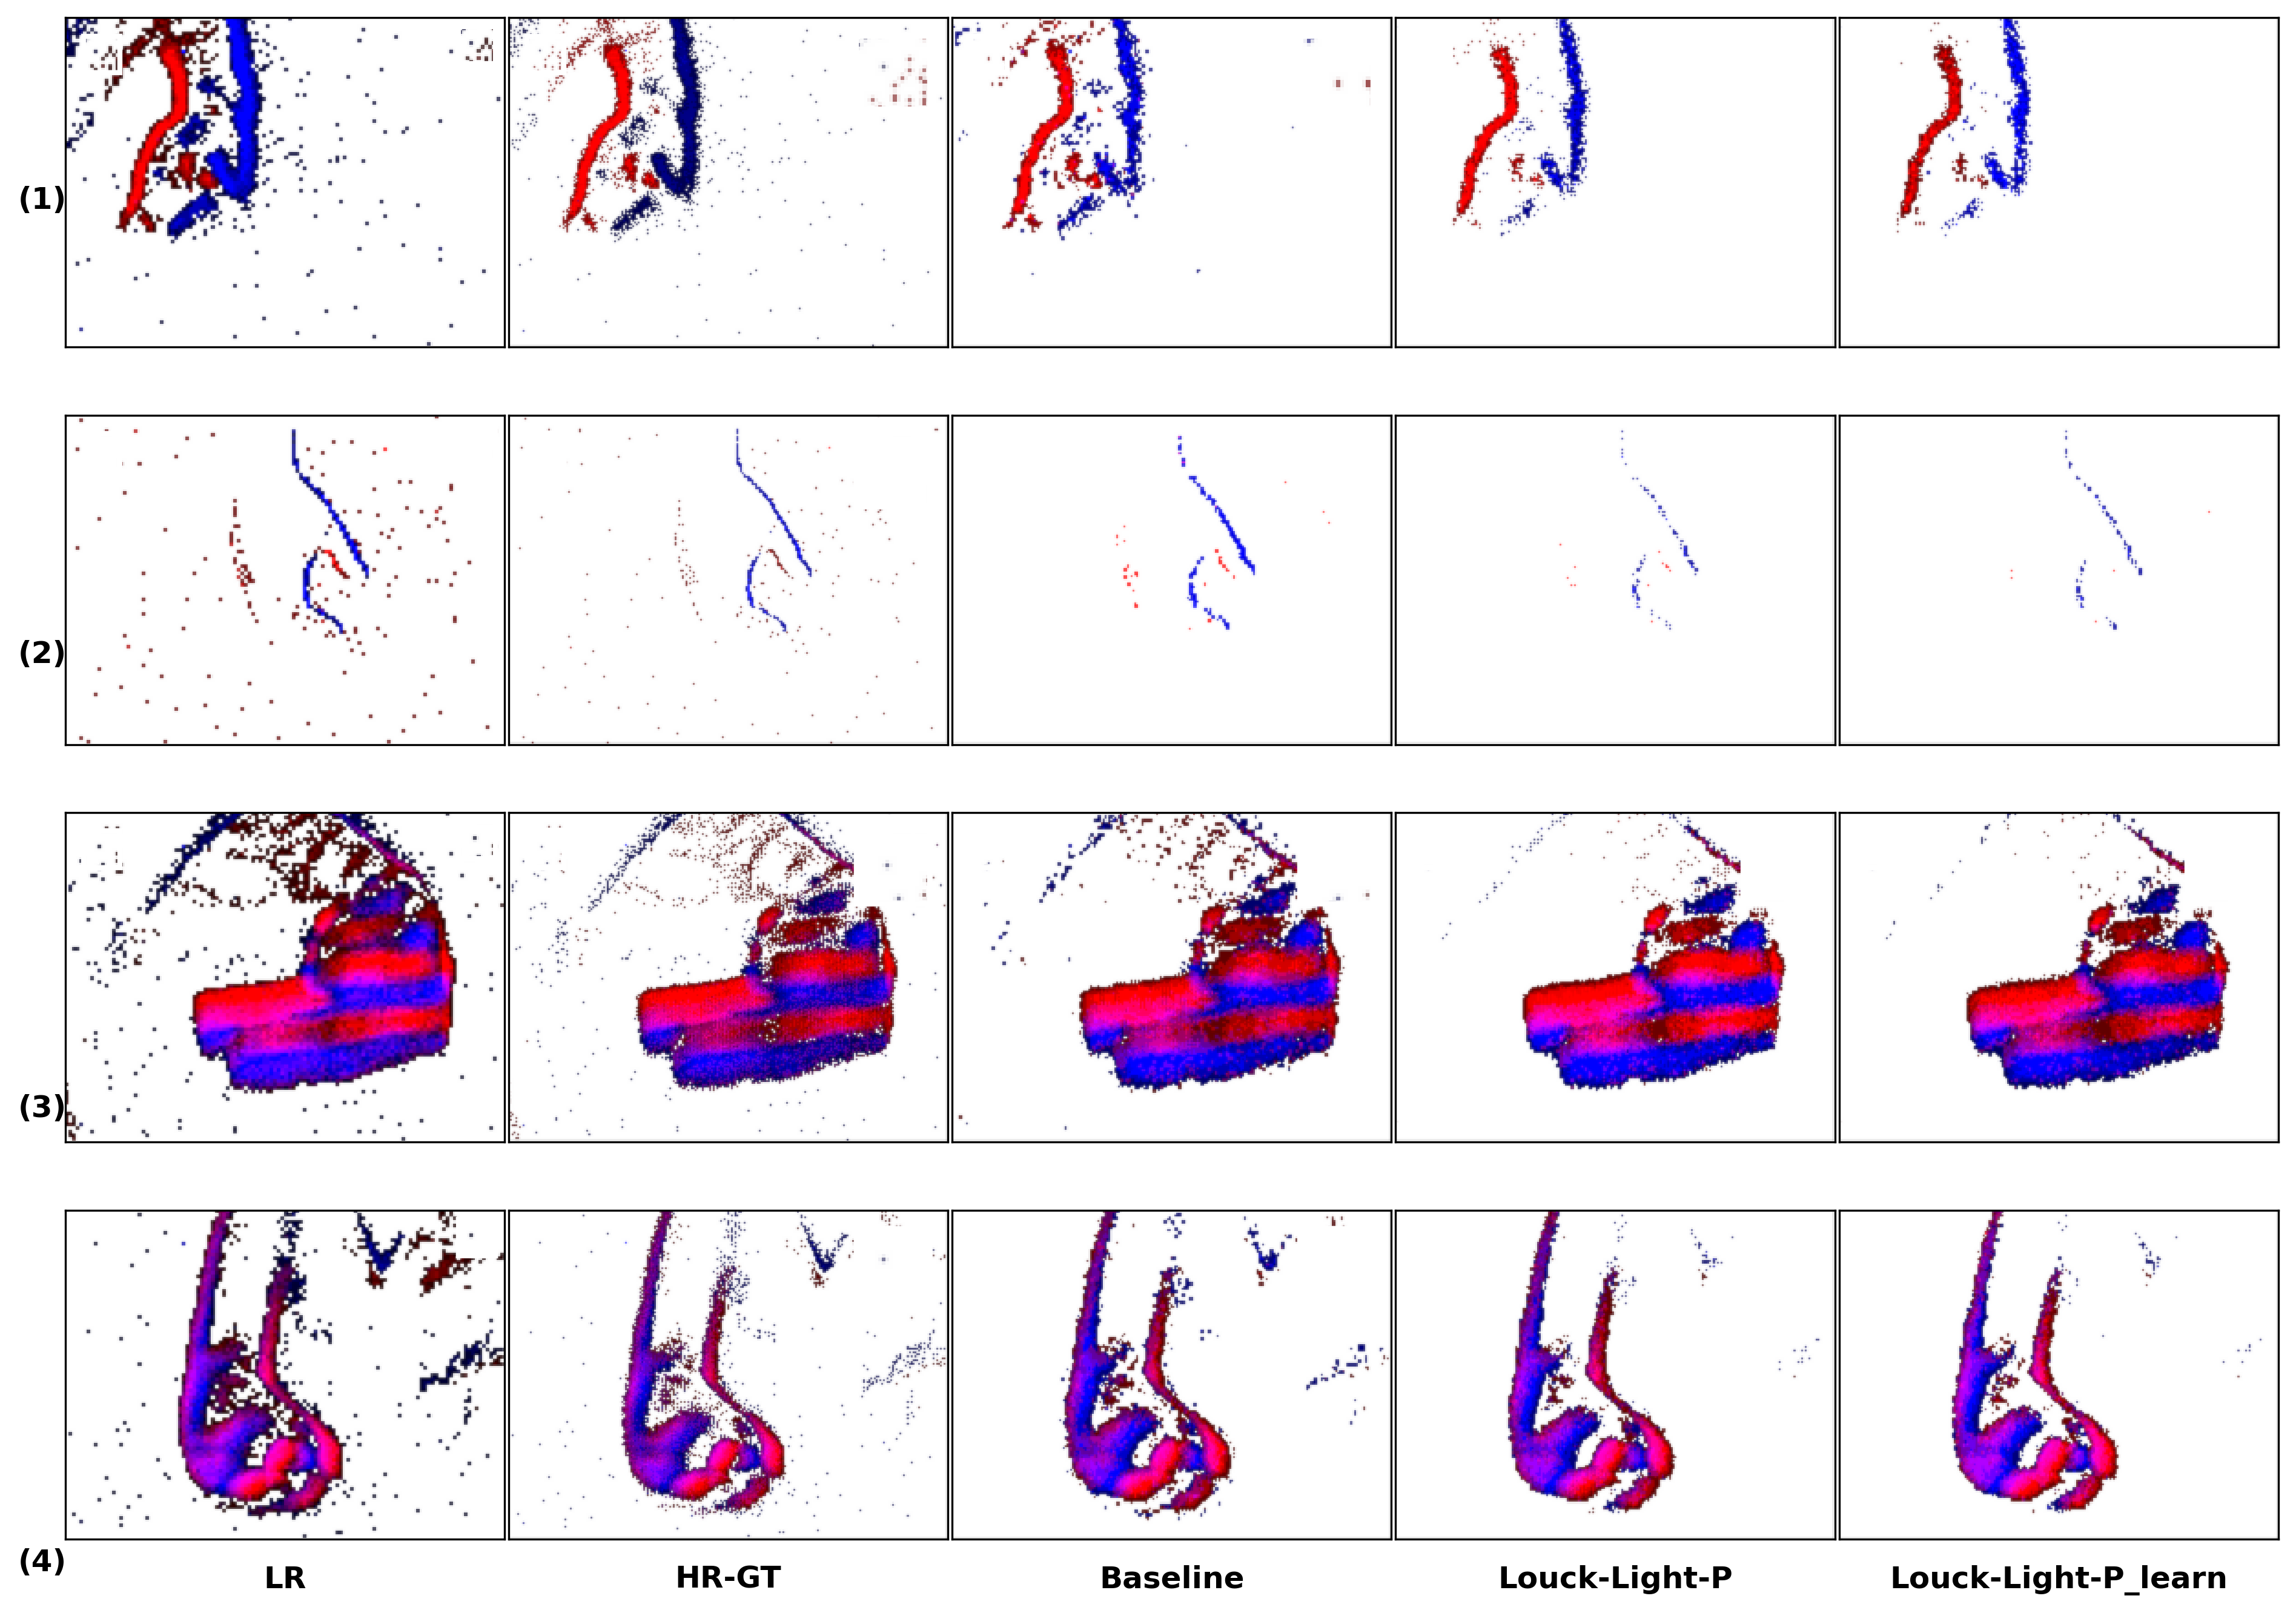 (1)
(2)
(3)
(4)
LR HR-GT Baseline Louck-Light-P Louck-Light-P_learn